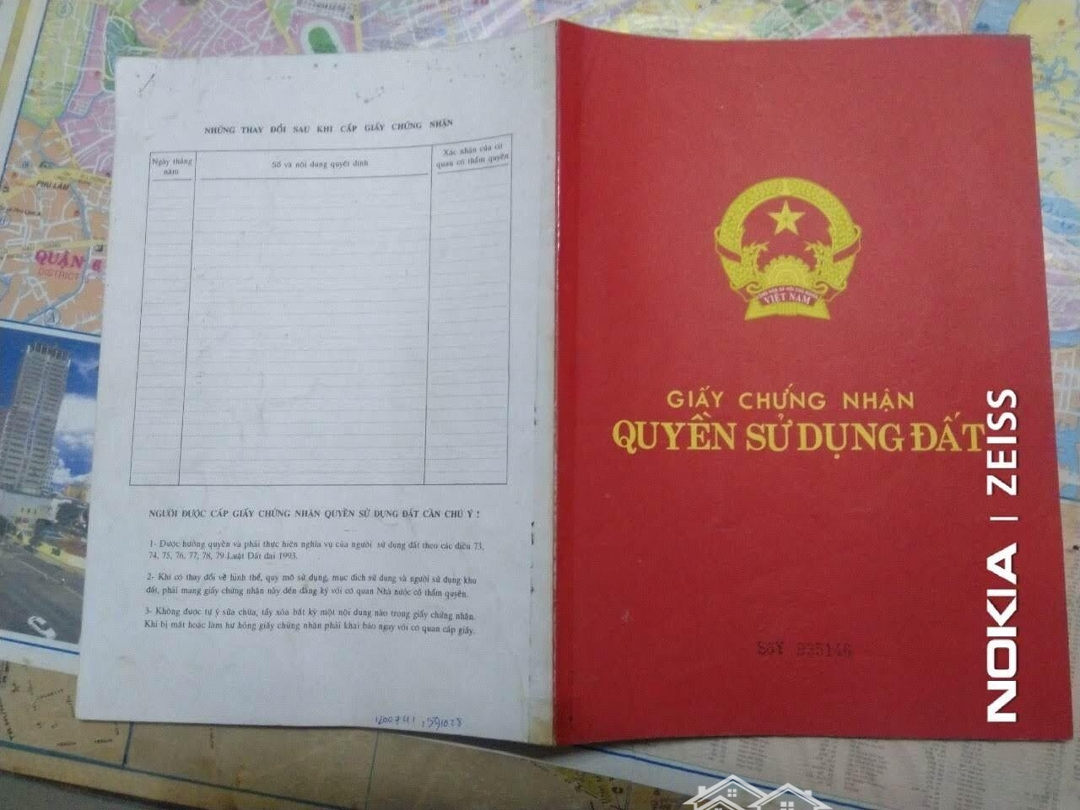 NHỮNG THAY ĐỔI SAU KHI CẤP GIẤY CHỨNG NHẬN
Ngày tháng năm
Số và nội dung quyết định
Xác nhận của cơ quan có thẩm quyền
NGƯỜI ĐƯỢC CẤP GIẤY CHỨNG NHẬN QUYỀN SỬ DỤNG ĐẤT CẦN CHÚ Ý !
1- Được hưởng quyền và phải thực hiện nghĩa vụ của người sử dụng đất theo các điều 73,
74, 75, 76, 77, 78, 79 Luật Đất đai 1993.
2- Khi có thay đổi về hình thể, quy mô sử dụng, mục đích sử dụng và người sử dụng khu
đất, phải mang giấy chứng nhận này đến đăng ký với cơ quan Nhà nước có thẩm quyền.
3- Không được tự ý sửa chữa, tẩy xóa bất kỳ một nội dung nào trong giấy chứng nhận.
Khi bị mất hoặc làm hư hỏng giấy chứng nhận phải khai báo ngay với cơ quan cấp giấy.
VIỆT NAM
GIẤY CHỨNG NHẬN
QUYỀN SỬ DỤNG ĐẤT
NOKIA | ZEISS
PHÚ LÂM
QUẬN 6
DISTRICT